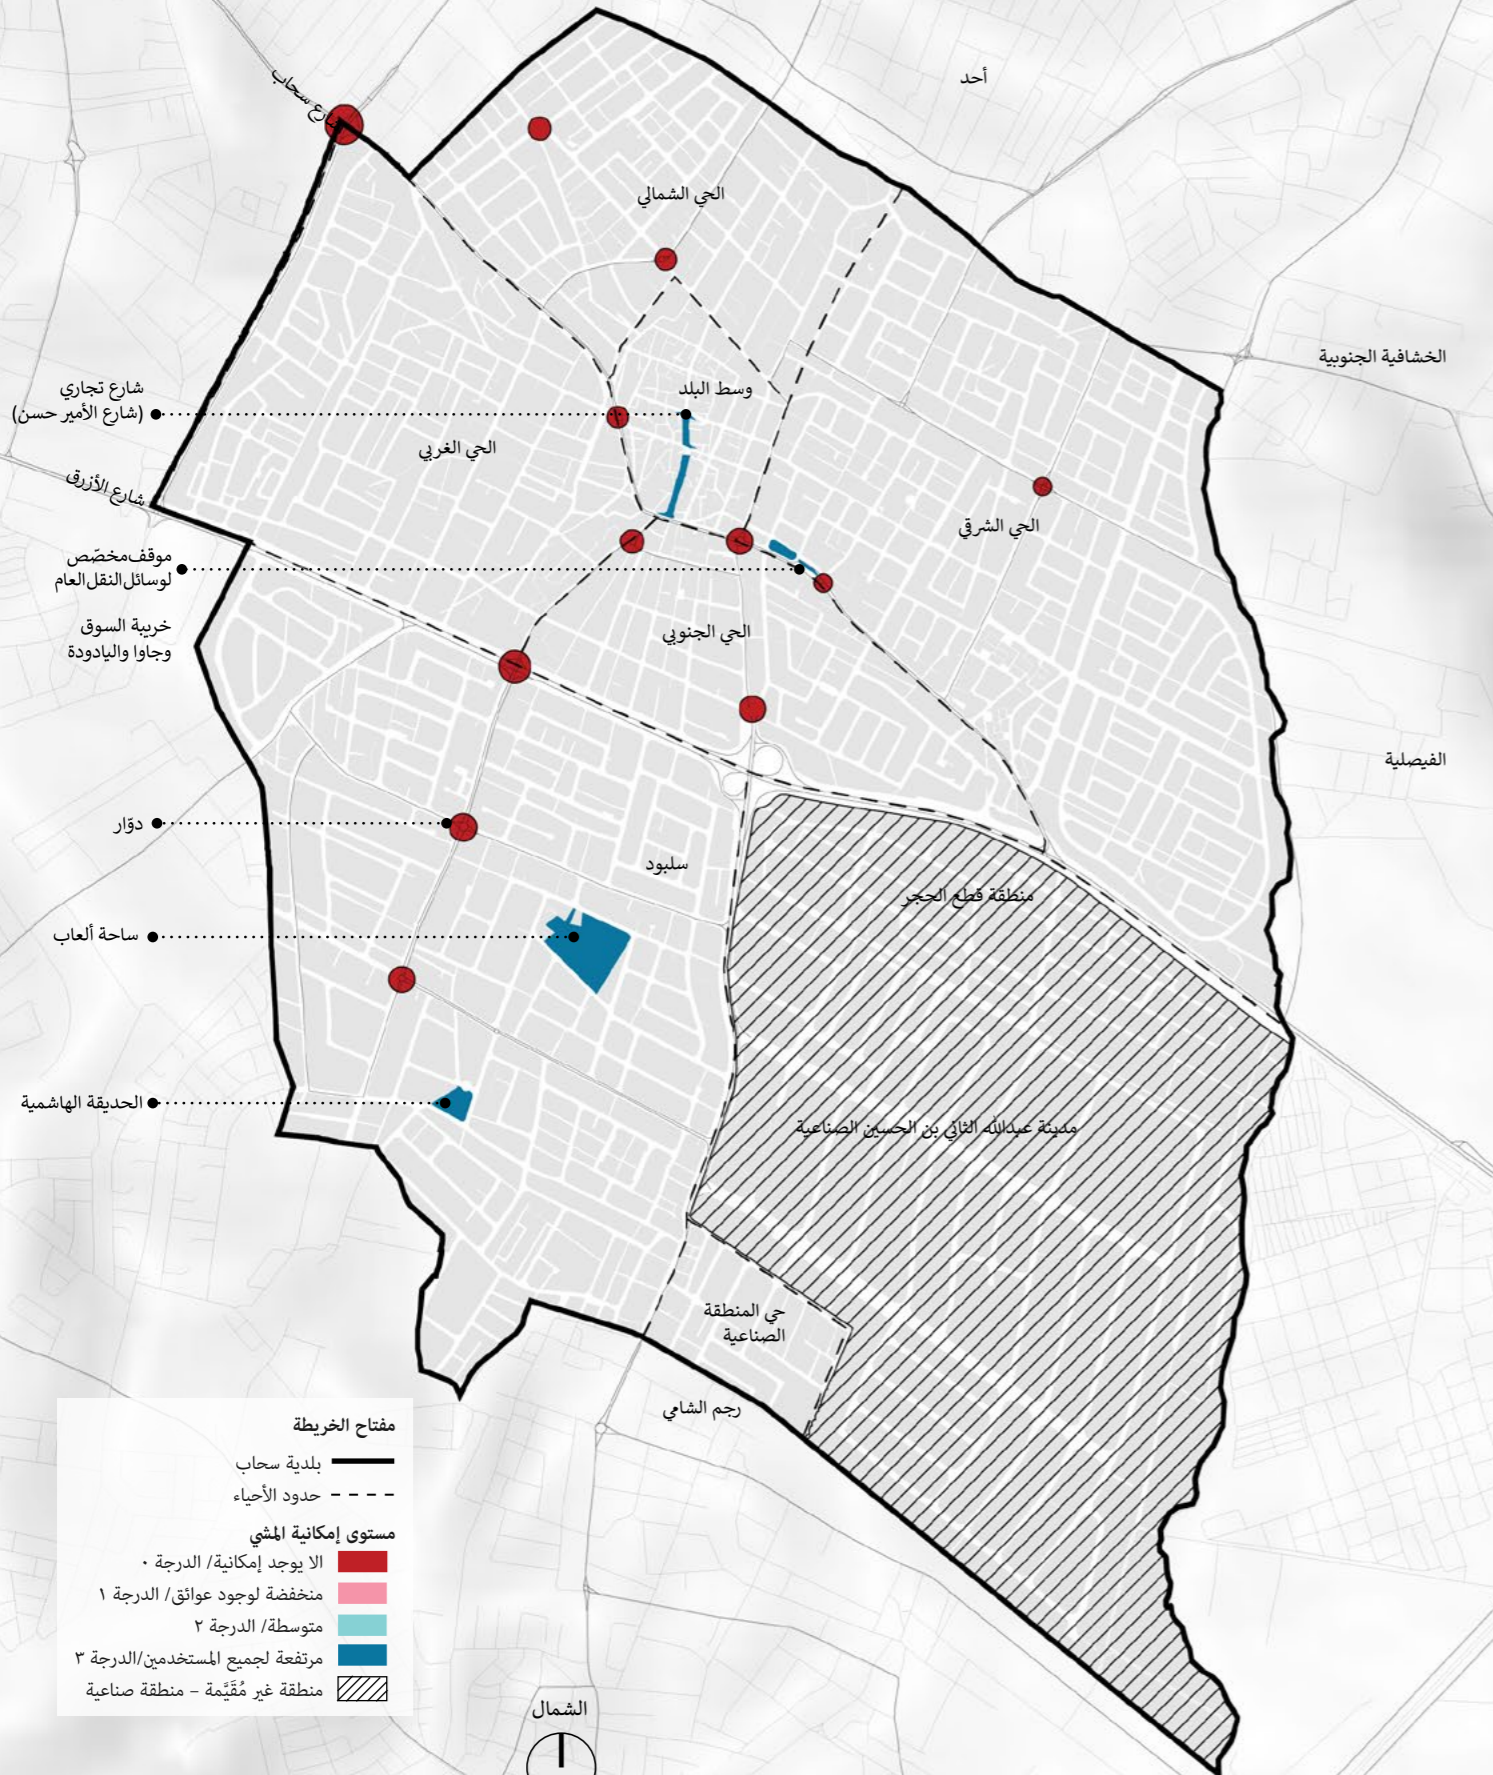 أحد
شارع سحاب
الحي الشمالي
الخشافية الجنوبية
وسط البلد
شارع تجاري
(شارع الأمير حسن)
الحي الغربي
شارع الأزرق
الحي الشرقي
موقف مخصّص
لوسائل النقل العام
خريبة السوق
وجاوا واليادودة
الحي الجنوبي
الفيصلية
دوّار
سلبود
منطقة قطع الحجر
ساحة ألعاب
الحديقة الهاشمية
مدينة عبدالله الثاني بن الحسين الصناعية
حي المنطقة
الصناعية
رجم الشامي
مفتاح الخريطة
بلدية سحاب
حدود الأحياء
مستوى إمكانية المشي
الا يوجد إمكانية/ الدرجة ٠
منخفضة لوجود عوائق/ الدرجة ١
متوسطة/ الدرجة ٢
مرتفعة لجميع المستخدمين/الدرجة ٣
منطقة غير مُقَيَّمة – منطقة صناعية
الشمال